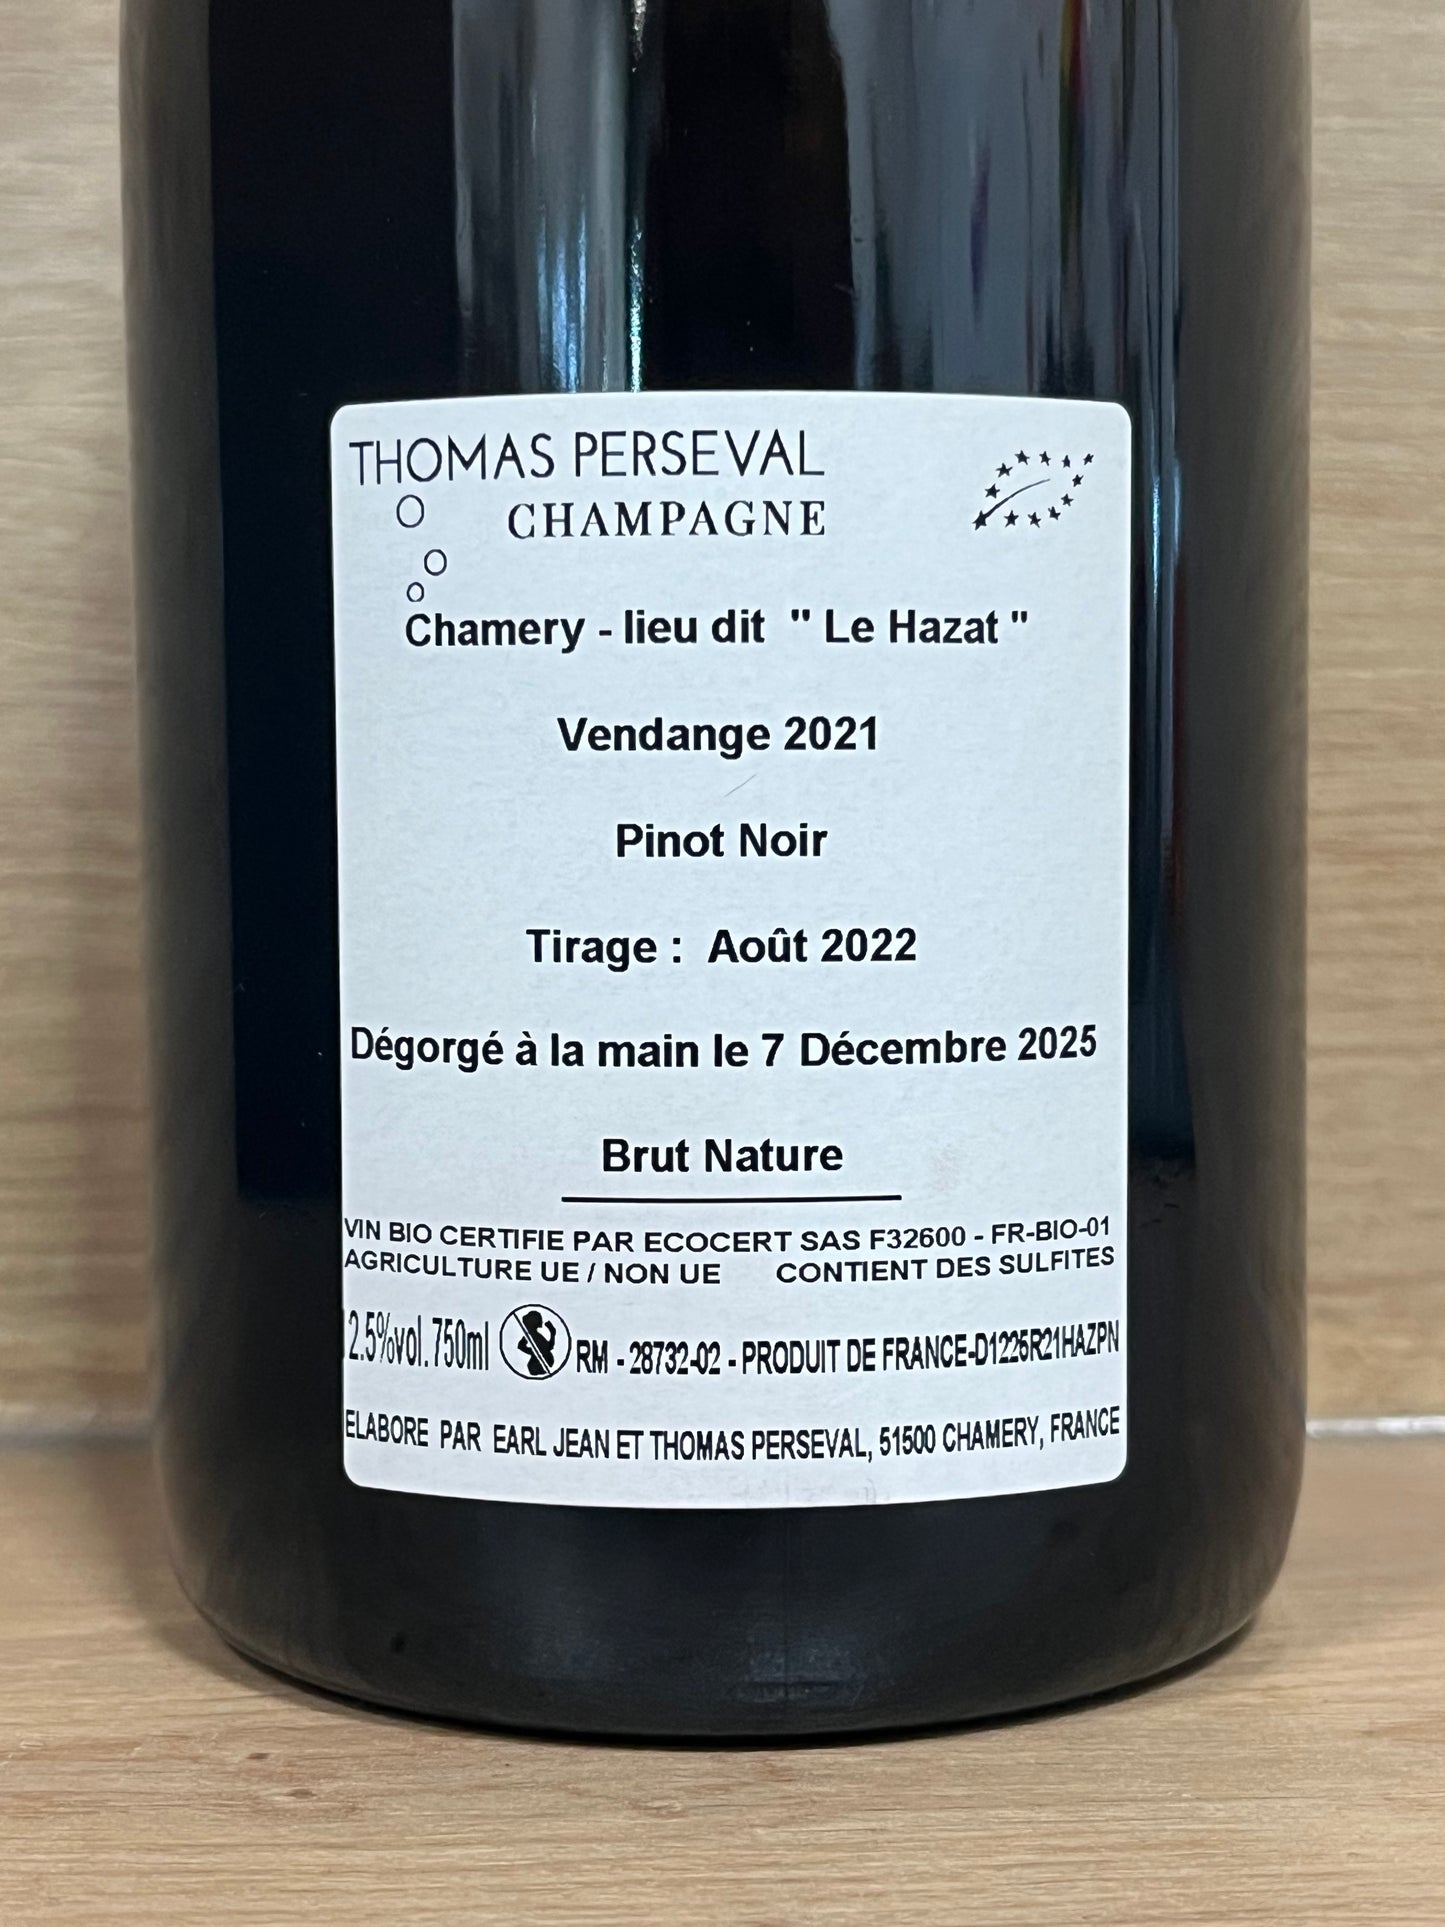 THOMAS PERSEVAL
CHAMPAGNE
Chamery - lieu dit " Le Hazat "
Vendange 2021
Pinot Noir
Tirage : Août 2022
Dégorgé à la main le 7 Décembre 2025
Brut Nature
VIN BIO CERTIFIE PAR ECOCERT SAS F32600 - FR-BIO-01
AGRICULTURE UE / NON UE CONTIENT DES SULFITES
12.5%vol. 750ml RM - 28732-02 - PRODUIT DE FRANCE-D1225R21HAZPN
ELABORE PAR EARL JEAN ET THOMAS PERSEVAL, 51500 CHAMERY, FRANCE